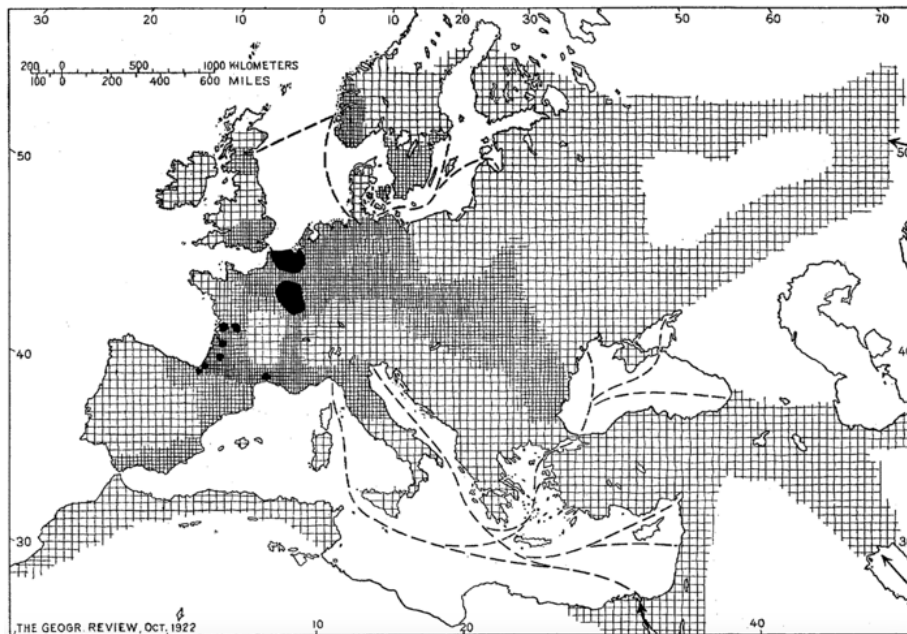 30 20 10 0 10 20 30 40 50 60 70
200 0 500 1000 KILOMETERS
100 0 200 400 600 MILES
50 50
40 40
30 30
THE GEOGR. REVIEW, OCT. 1922 10 20 40